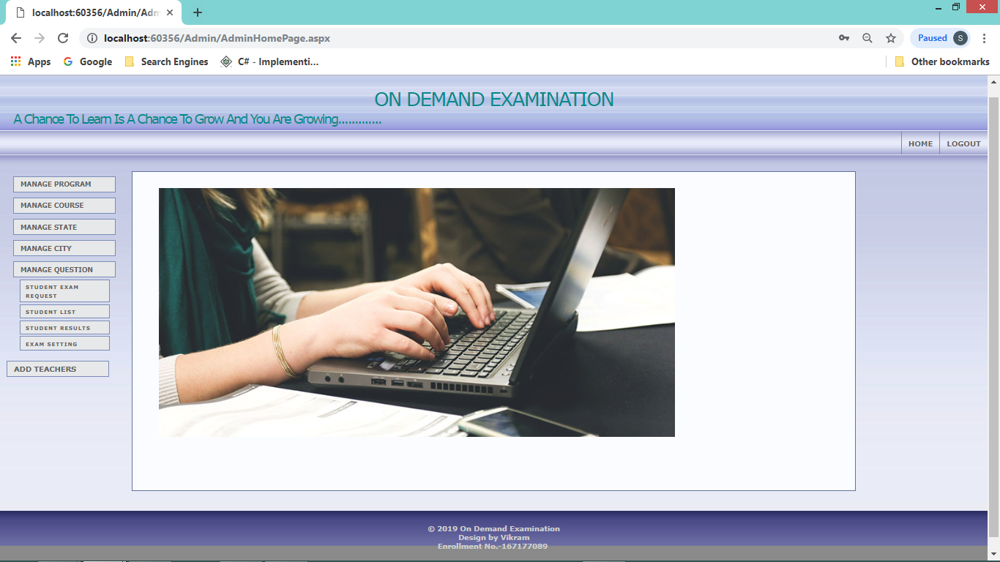 localhost:60356/Admin/Adm
localhost:60356/Admin/AdminHomePage.aspx
Paused
S
Apps
Google
Search Engines
C# - Implementi...
Other bookmarks
ON DEMAND EXAMINATION
A Chance To Learn Is A Chance To Grow And You Are Growing.............
HOME
LOGOUT
MANAGE PROGRAM
MANAGE COURSE
MANAGE STATE
MANAGE CITY
MANAGE QUESTION
STUDENT EXAM
REQUEST
STUDENT LIST
STUDENT RESULTS
EXAM SETTING
ADD TEACHERS
© 2019 On Demand Examination
Design by Vikram
Enrollment No.-167177089